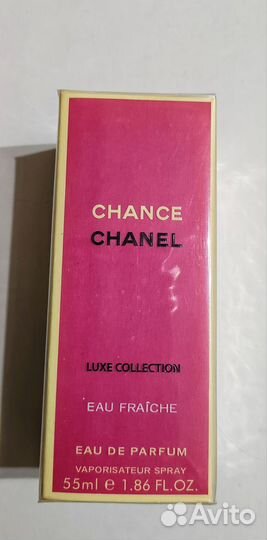 CHANCE
CHANEL
LUXE COLLECTION
EAU FRAÎCHE
EAU DE PARFUM
VAPORISATEUR SPRAY
55ml ℮ 1.86 FL.OZ.
Avito